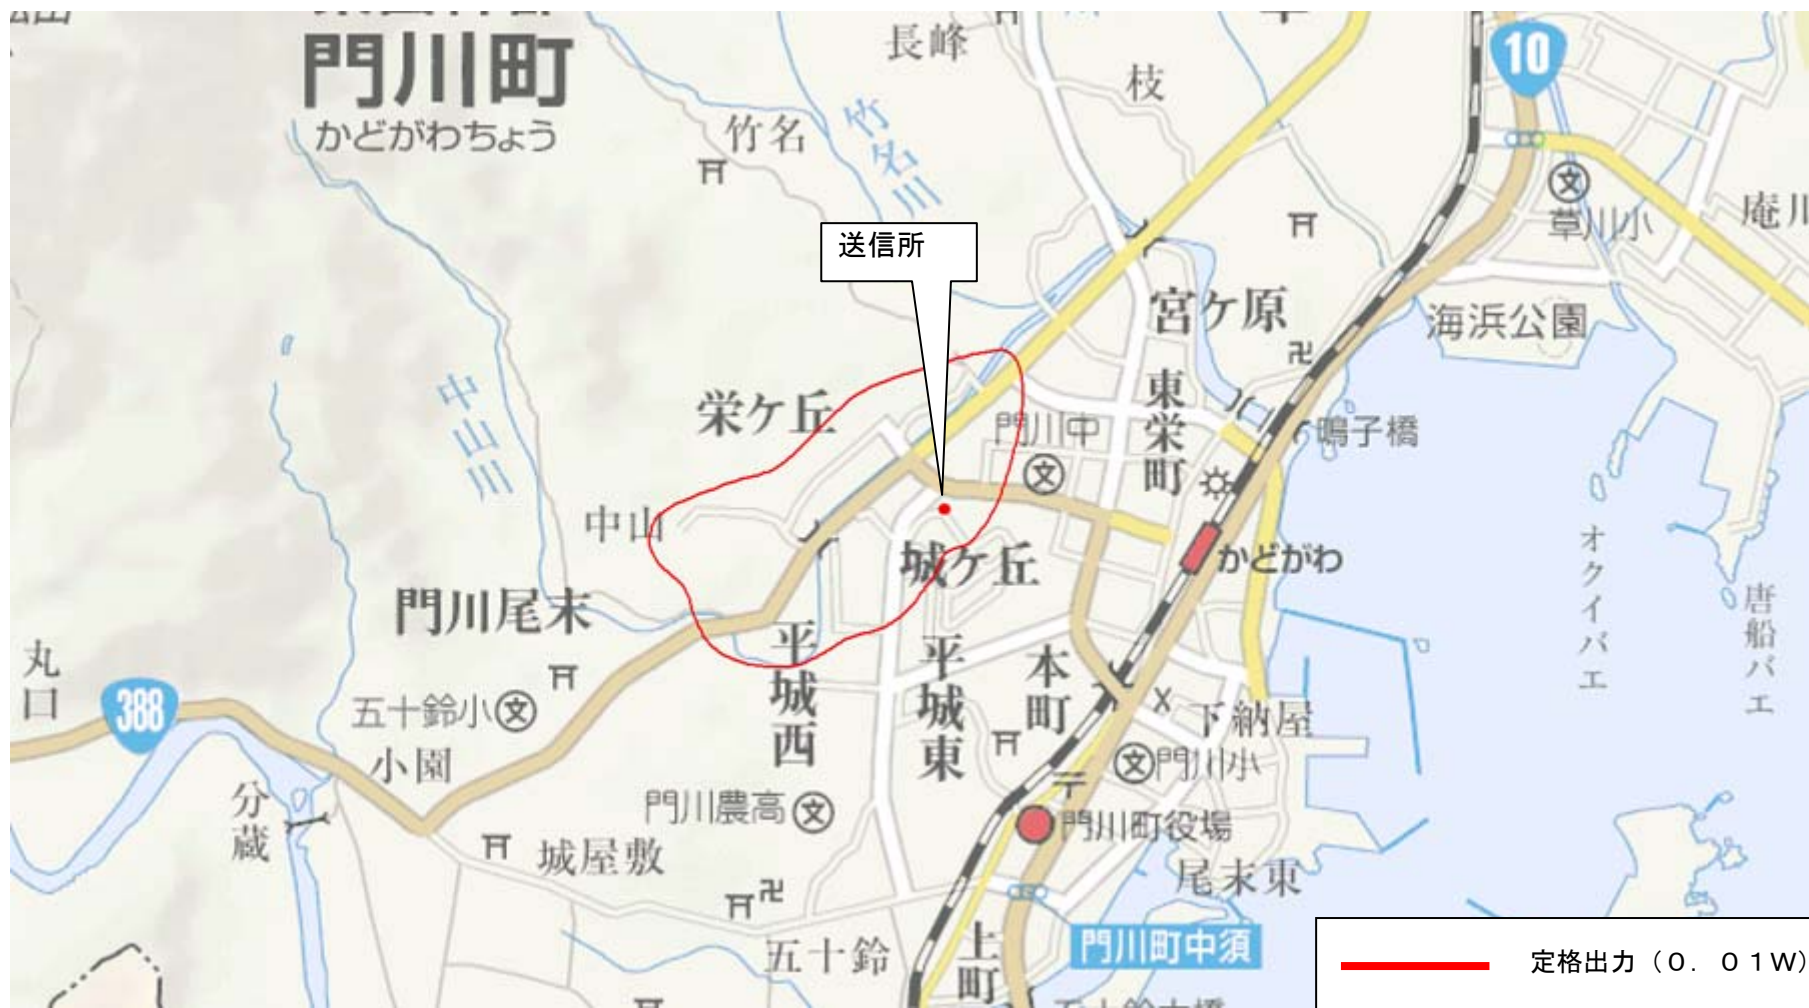 門川町
かどがわちょう
長峰
枝
10
竹名
竹名川
草川小
庵川
送信所
宮ケ原
海浜公園
中山川
栄ケ丘
門川中
東栄町
鳴子橋
中山
城ケ丘
かどがわ
オクイバエ
唐船バエ
門川尾末
丸口
388
五十鈴小
平城西
平城東
本町
下納屋
小園
門川小
分蔵
門川農高
門川町役場
城屋敷
尾末東
門川町中須
五十鈴
上町
定格出力（０．０１W）